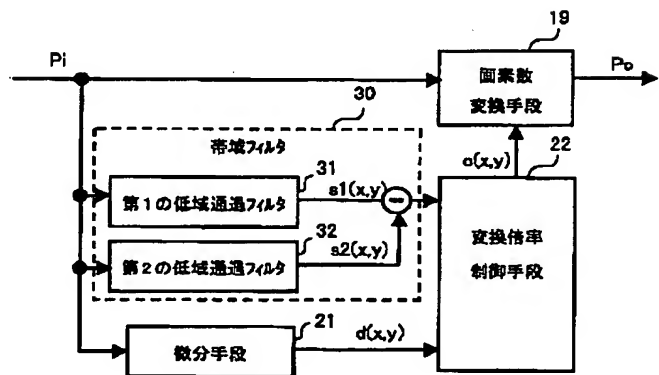 19
Pi
画素数
変換手段
Po
30
帯域フィルタ
c(x,y)
22
31
第1の低域通過フィルタ
s1(x,y)
−
32
第2の低域通過フィルタ
s2(x,y)
変換倍率
制御手段
21
微分手段
d(x,y)